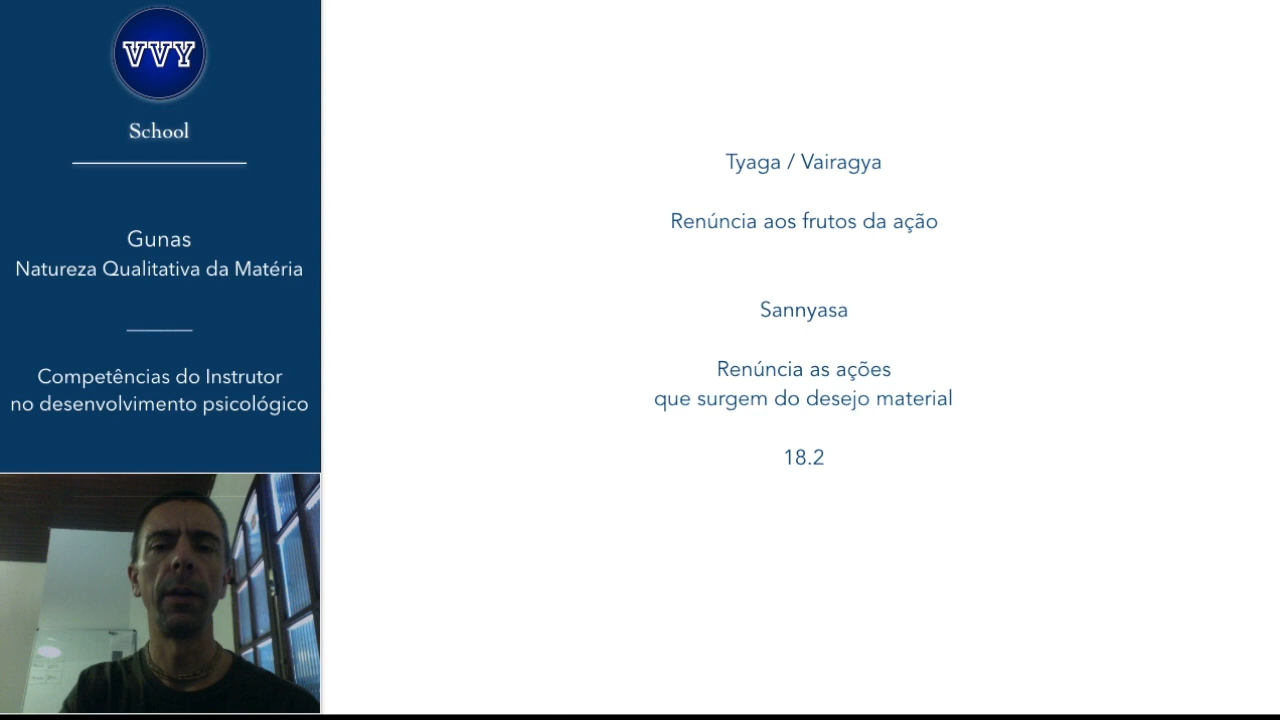 VVY
School
Gunas
Natureza Qualitativa da Matéria
Competências do Instrutor
no desenvolvimento psicológico
Tyaga / Vairagya
Renúncia aos frutos da ação
Sannyasa
Renúncia as ações
que surgem do desejo material
18.2